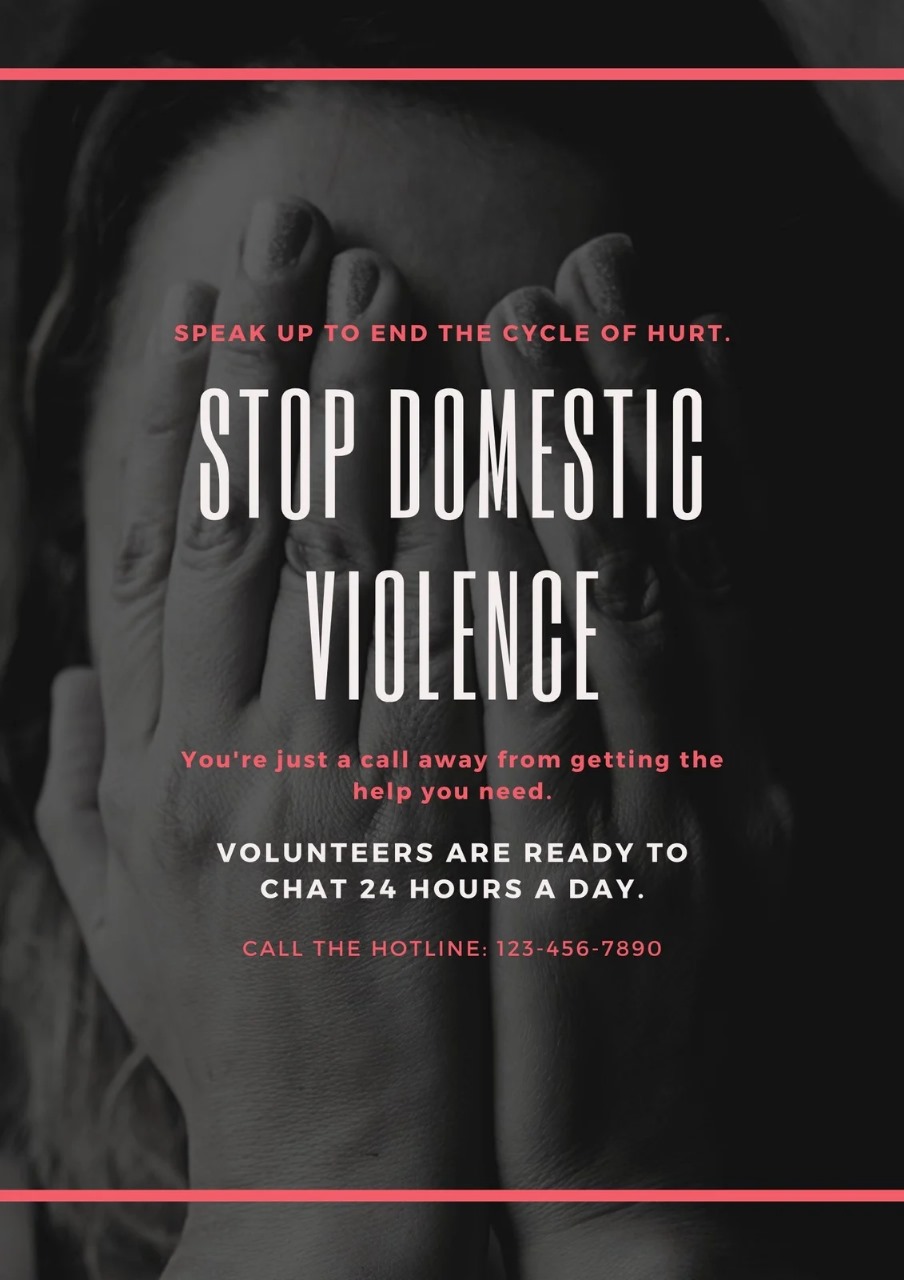 SPEAK UP TO END THE CYCLE OF HURT.
STOP DOMESTIC
VIOLENCE
You're just a call away from getting the
help you need.
VOLUNTEERS ARE READY TO
CHAT 24 HOURS A DAY.
CALL THE HOTLINE: 123-456-7890